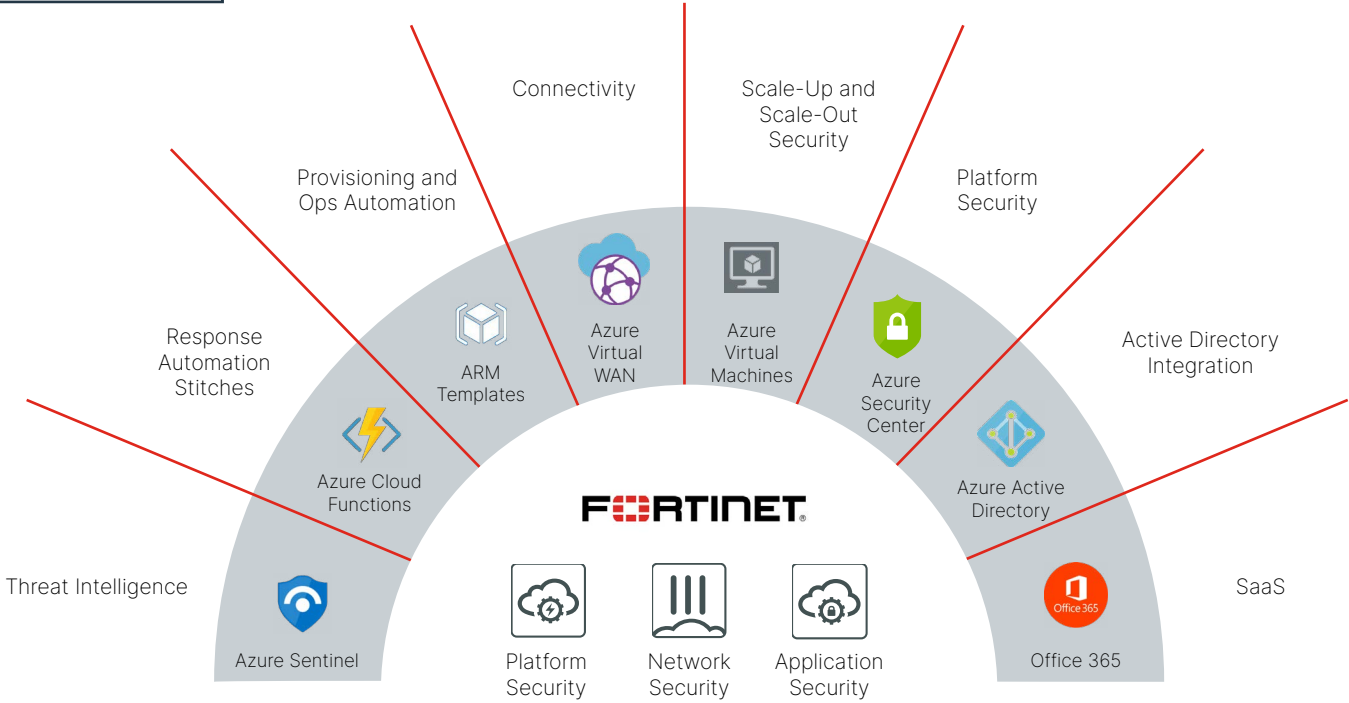 Connectivity
Scale-Up and
Scale-Out
Security
Provisioning and
Ops Automation
Platform
Security
Response
Automation
Stitches
Active Directory
Integration
Threat Intelligence
SaaS
Azure Sentinel
Azure Cloud
Functions
ARM
Templates
Azure
Virtual
WAN
Azure
Virtual
Machines
Azure
Security
Center
Azure Active
Directory
Office 365
Office 365
FORTINET®
Platform
Security
Network
Security
Application
Security